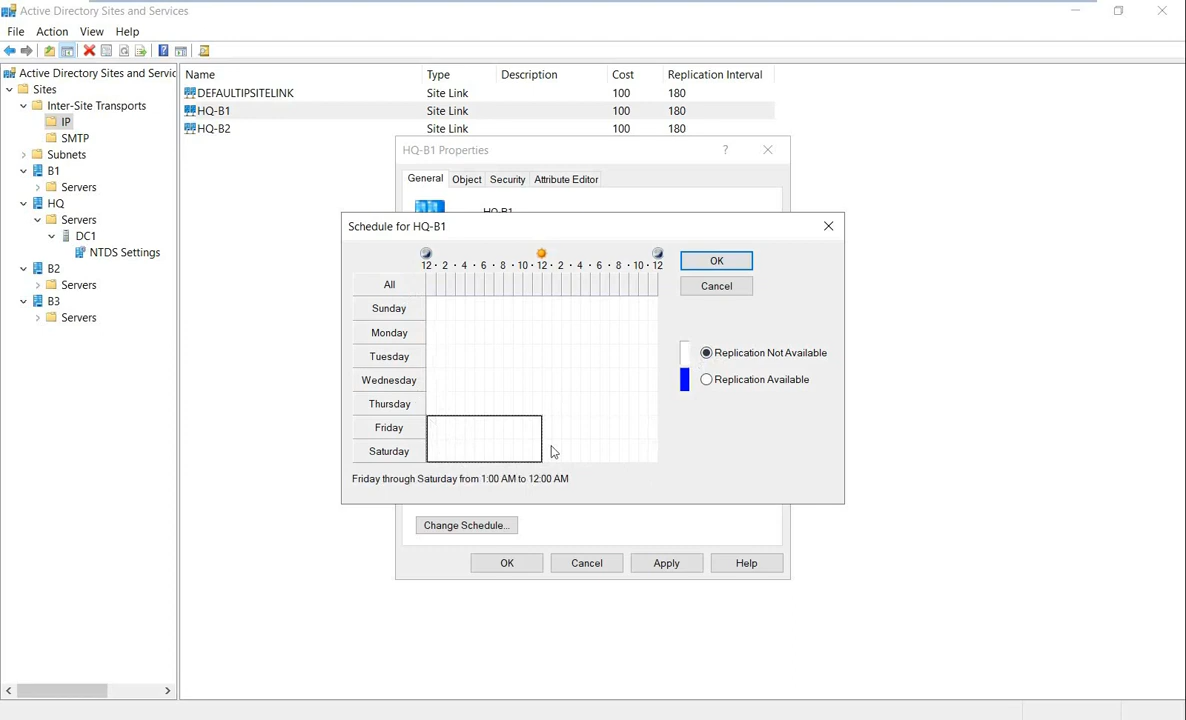 Active Directory Sites and Services
File Action View Help
Active Directory Sites and Servic
Sites
Inter-Site Transports
IP
SMTP
Subnets
B1
Servers
HQ
Servers
DC1
NTDS Settings
B2
Servers
B3
Servers
Name Type Description Cost Replication Interval
DEFAULTIPSITELINK Site Link 100 180
HQ-B1 Site Link 100 180
HQ-B2 Site Link 100 180
HQ-B1 Properties ?
General Object Security Attribute Editor
HQ-B1
Schedule for HQ-B1
12 · 2 · 4 · 6 · 8 · 10 · 12 · 2 · 4 · 6 · 8 · 10 · 12
All
Sunday
Monday
Tuesday
Wednesday
Thursday
Friday
Saturday
OK
Cancel
Replication Not Available
Replication Available
Friday through Saturday from 1:00 AM to 12:00 AM
Change Schedule...
OK Cancel Apply Help